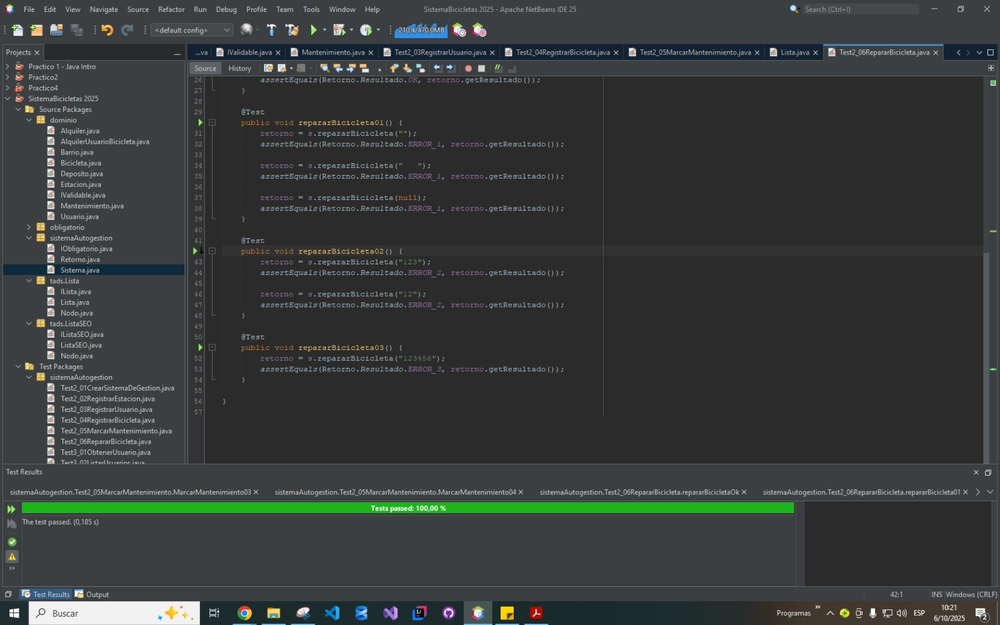 File Edit View Navigate Source Refactor Run Debug Profile Team Tools Window Help
SistemaBicicletas 2025 - Apache NetBeans IDE 25
Search (Ctrl+I)
<default config>
210,4/470,0MB
Projects
...va
IValidable.java
Mantenimiento.java
Test2_03RegistrarUsuario.java
Test2_04RegistrarBicicleta.java
Test2_05MarcarMantenimiento.java
Lista.java
Test2_06RepararBicicleta.java
Source History
Practico 1 - Java Intro
Practico2
Practico4
SistemaBicicletas 2025
Source Packages
dominio
Alquiler.java
AlquilerUsuarioBicicleta.java
Barrio.java
Bicicleta.java
Deposito.java
Estacion.java
IValidable.java
Mantenimiento.java
Usuario.java
obligatorio
sistemaAutogestion
IObligatorio.java
Retorno.java
Sistema.java
tads.Lista
ILista.java
Lista.java
Nodo.java
tads.ListaSEO
IListaSEO.java
ListaSEO.java
Nodo.java
Test Packages
sistemaAutogestion
Test2_01CrearSistemaDeGestion.java
Test2_02RegistrarEstacion.java
Test2_03RegistrarUsuario.java
Test2_04RegistrarBicicleta.java
Test2_05MarcarMantenimiento.java
Test2_06RepararBicicleta.java
Test3_01ObtenerUsuario.java
Test3_02ListarUsuarios.java
26 assertEquals(Retorno.Resultado.OK, retorno.getResultado());
27 }
28
29 @Test
public void repararBicicleta01() {
31 retorno = s.repararBicicleta("");
32 assertEquals(Retorno.Resultado.ERROR_1, retorno.getResultado());
33
34 retorno = s.repararBicicleta("   ");
35 assertEquals(Retorno.Resultado.ERROR_1, retorno.getResultado());
36
37 retorno = s.repararBicicleta(null);
38 assertEquals(Retorno.Resultado.ERROR_1, retorno.getResultado());
39 }
40
41 @Test
public void repararBicicleta02() {
43 retorno = s.repararBicicleta("123");
44 assertEquals(Retorno.Resultado.ERROR_2, retorno.getResultado());
45
46 retorno = s.repararBicicleta("12");
47 assertEquals(Retorno.Resultado.ERROR_2, retorno.getResultado());
48 }
49
50 @Test
public void repararBicicleta03() {
52 retorno = s.repararBicicleta("123456");
53 assertEquals(Retorno.Resultado.ERROR_3, retorno.getResultado());
54 }
55
56 }
57
Test Results
sistemaAutogestion.Test2_05MarcarMantenimiento.MarcarMantenimiento03
sistemaAutogestion.Test2_05MarcarMantenimiento.MarcarMantenimiento04
sistemaAutogestion.Test2_06RepararBicicleta.repararBicicletaOk
sistemaAutogestion.Test2_06RepararBicicleta.repararBicicleta01
Tests passed: 100,00 %
The test passed. (0,185 s)
Test Results Output
42:1 INS Windows (CRLF)
Buscar
Programas
ESP
10:21
6/10/2025
2